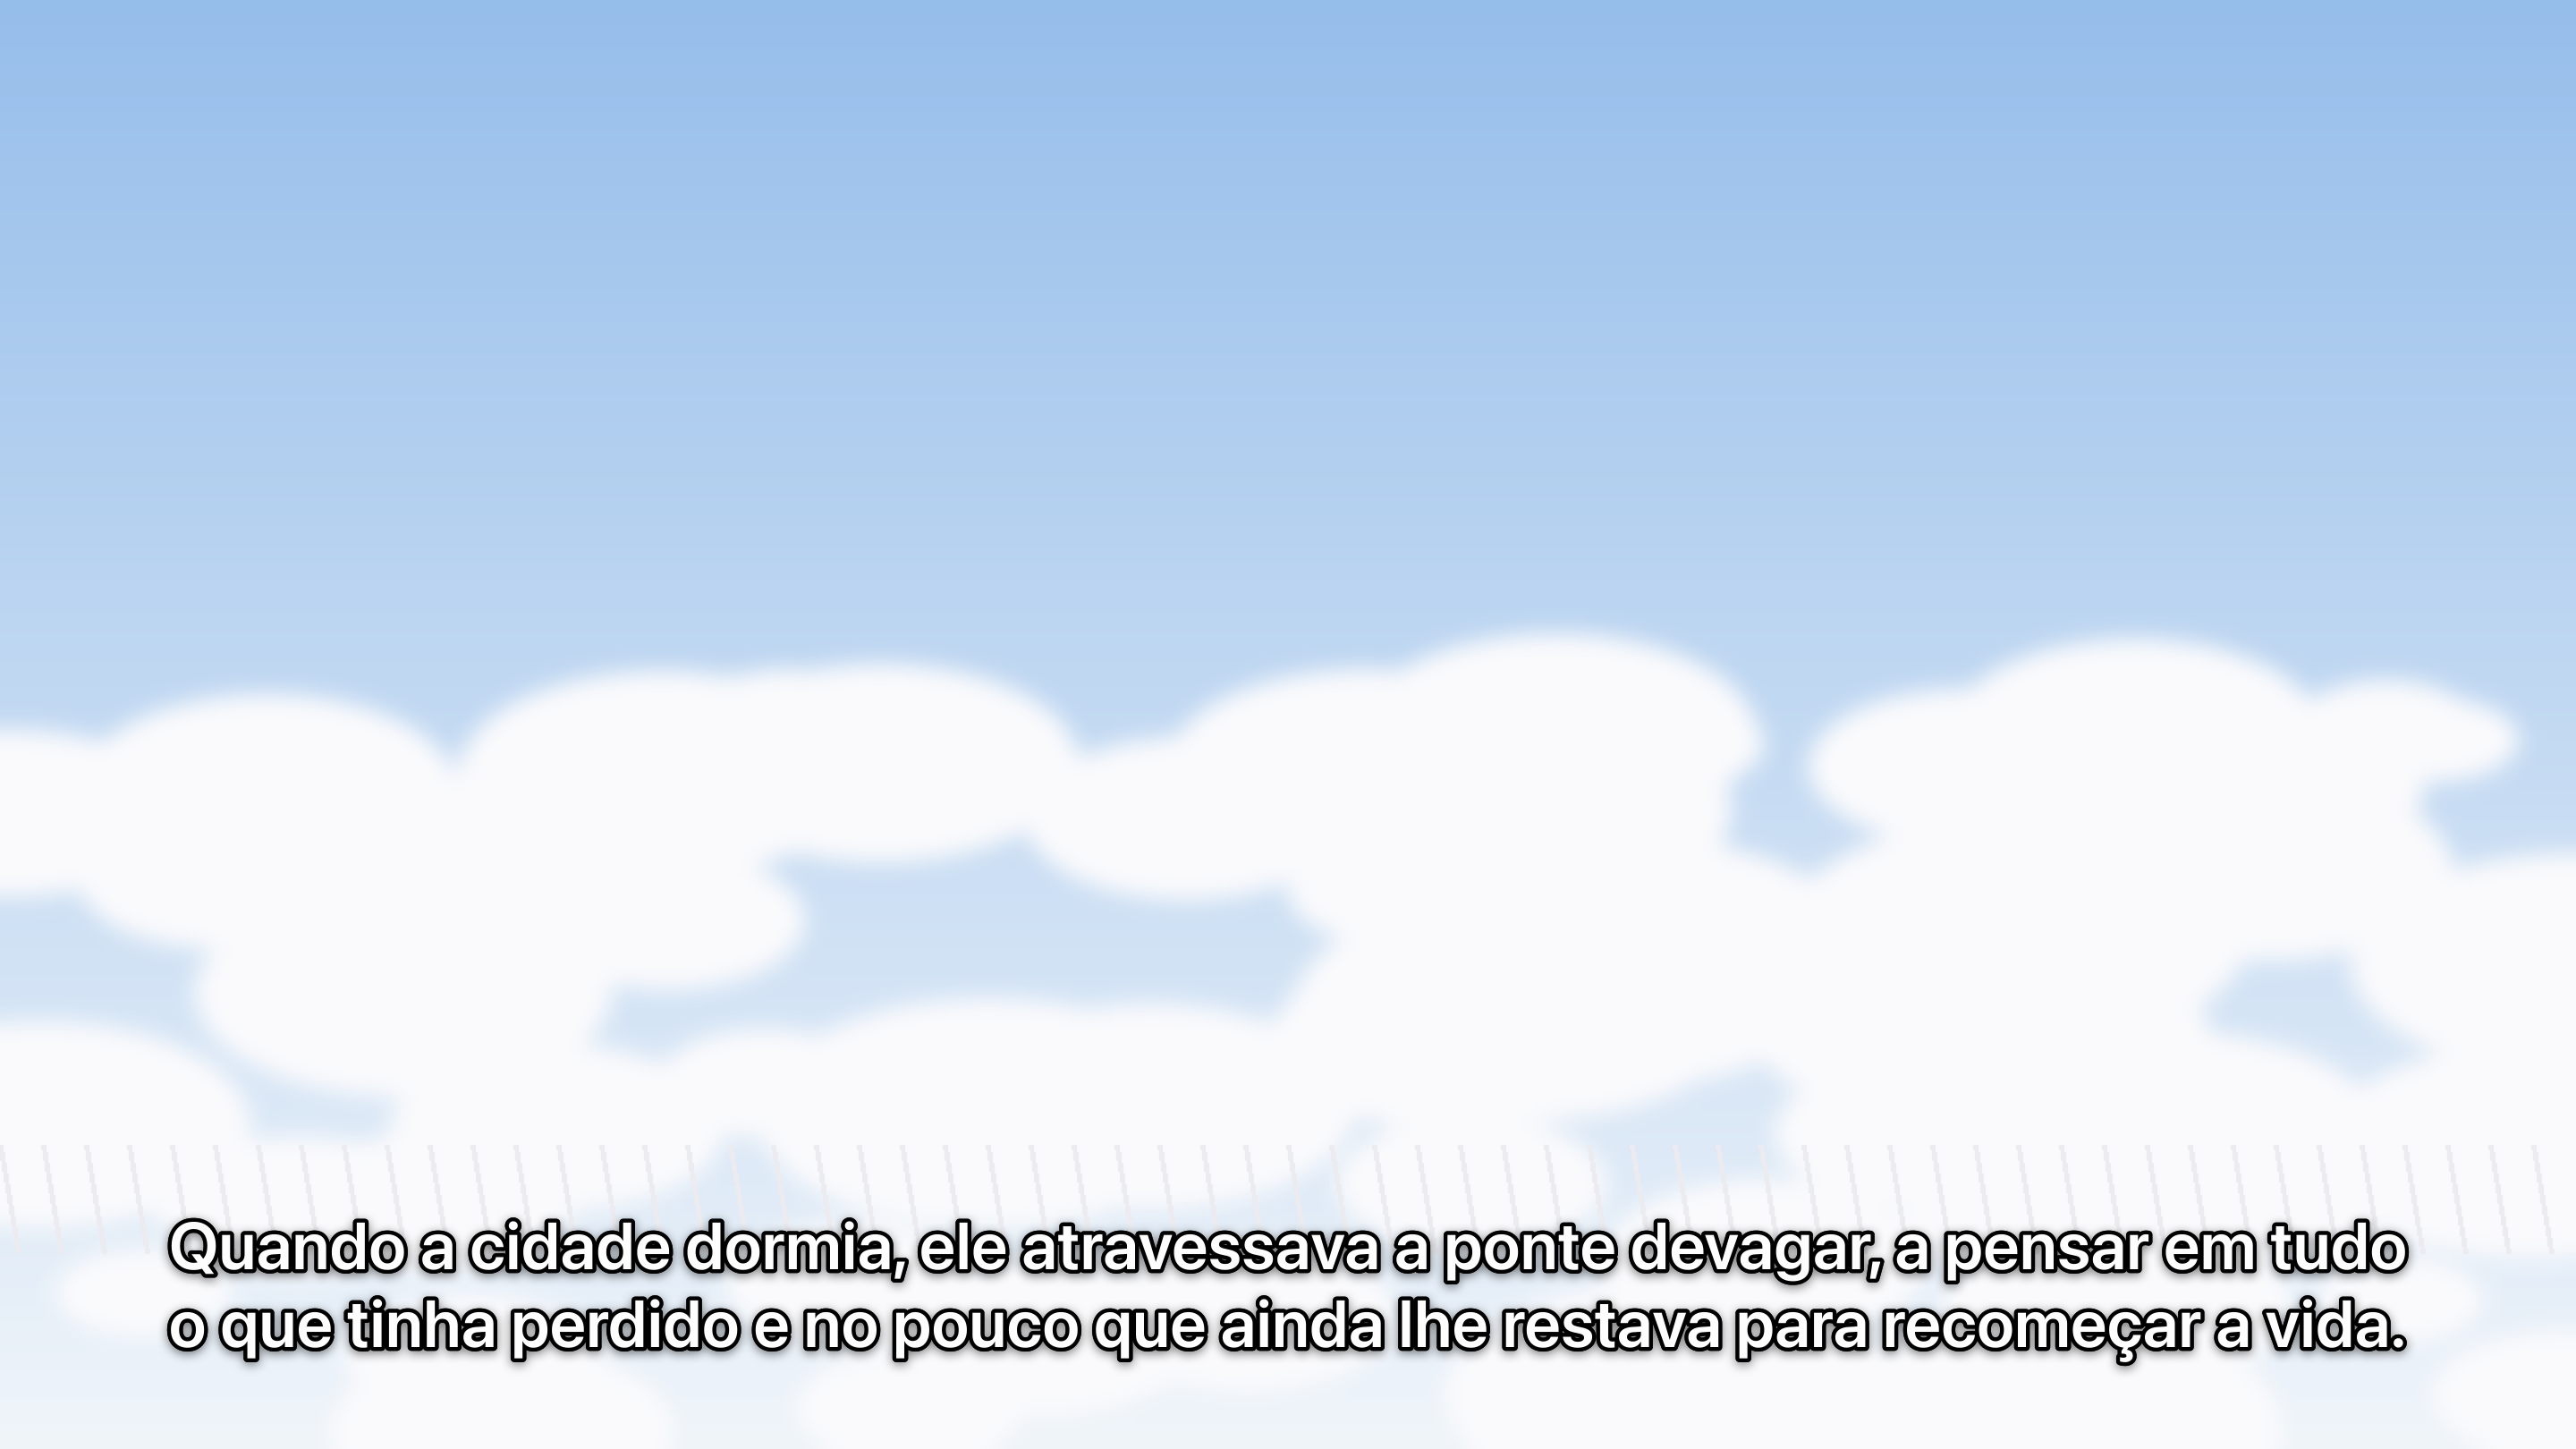 Quando a cidade dormia, ele atravessava a ponte devagar, a pensar em tudo
o que tinha perdido e no pouco que ainda lhe restava para recomeçar a vida.